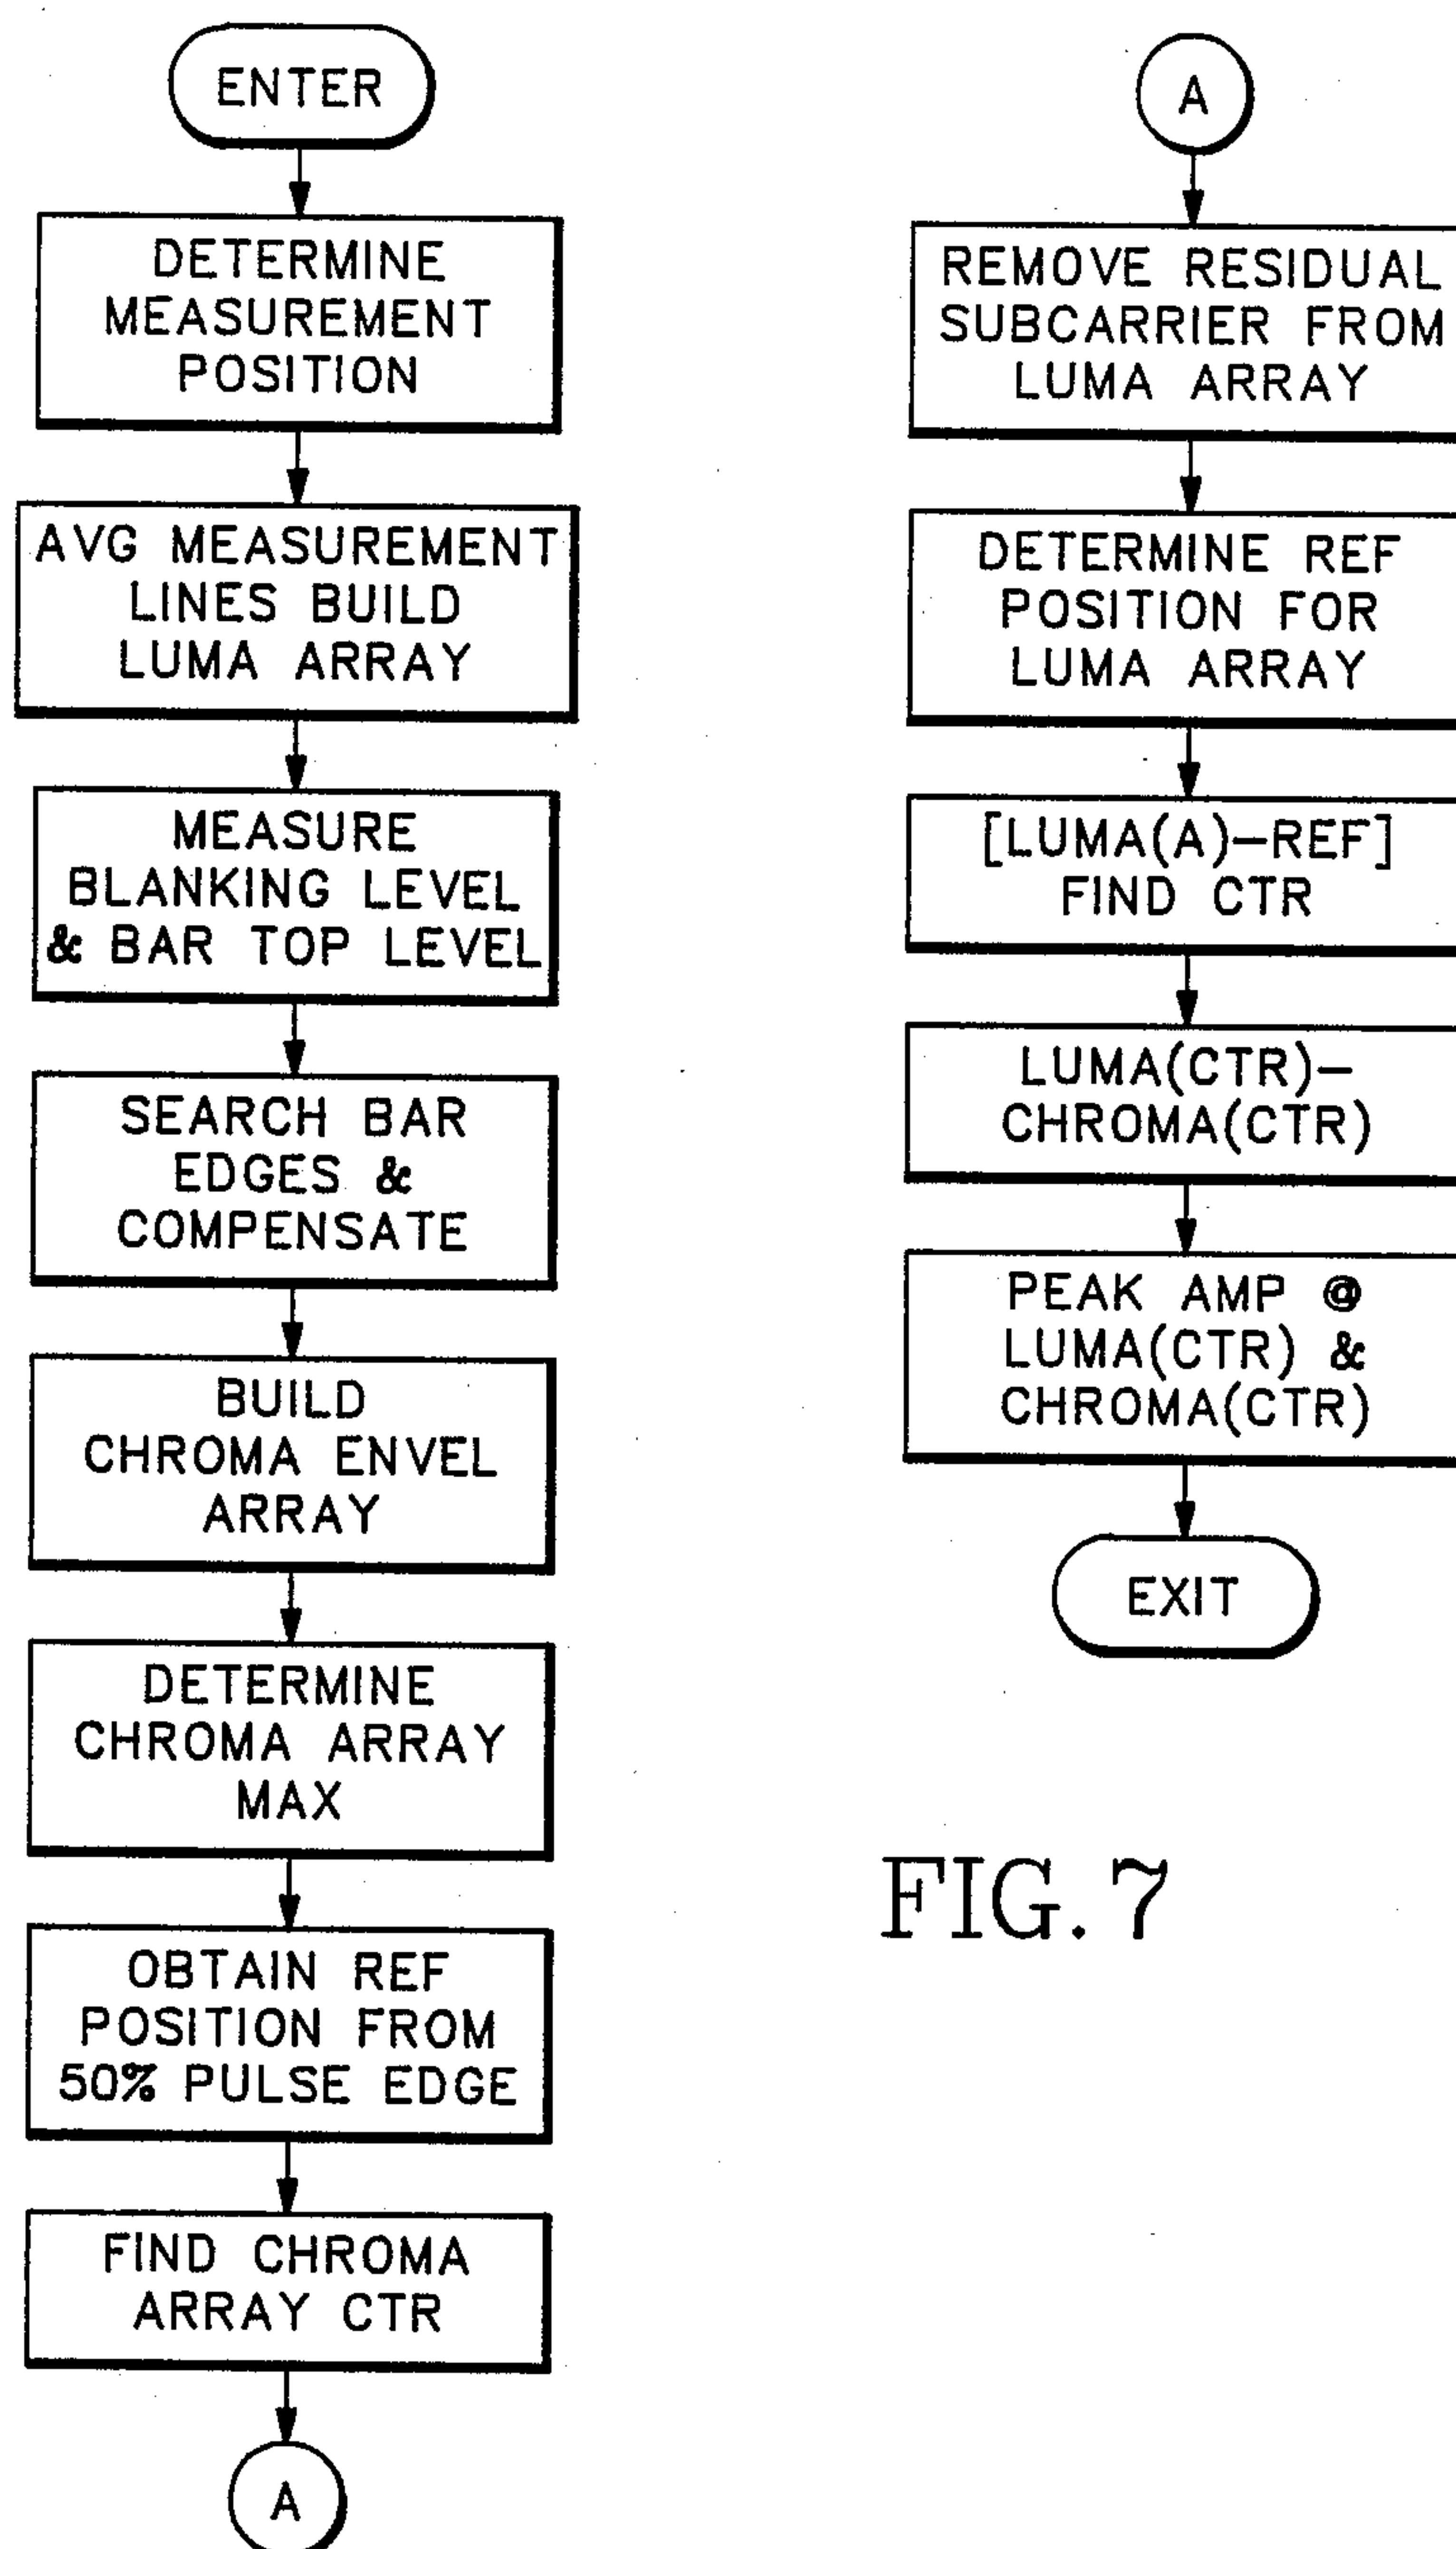 ENTER
DETERMINE
MEASUREMENT
POSITION
AVG MEASUREMENT
LINES BUILD
LUMA ARRAY
MEASURE
BLANKING LEVEL
& BAR TOP LEVEL
SEARCH BAR
EDGES &
COMPENSATE
BUILD
CHROMA ENVEL
ARRAY
DETERMINE
CHROMA ARRAY
MAX
OBTAIN REF
POSITION FROM
50% PULSE EDGE
FIND CHROMA
ARRAY CTR
A
A
REMOVE RESIDUAL
SUBCARRIER FROM
LUMA ARRAY
DETERMINE REF
POSITION FOR
LUMA ARRAY
[LUMA(A)–REF]
FIND CTR
LUMA(CTR)–
CHROMA(CTR)
PEAK AMP @
LUMA(CTR) &
CHROMA(CTR)
EXIT
FIG. 7